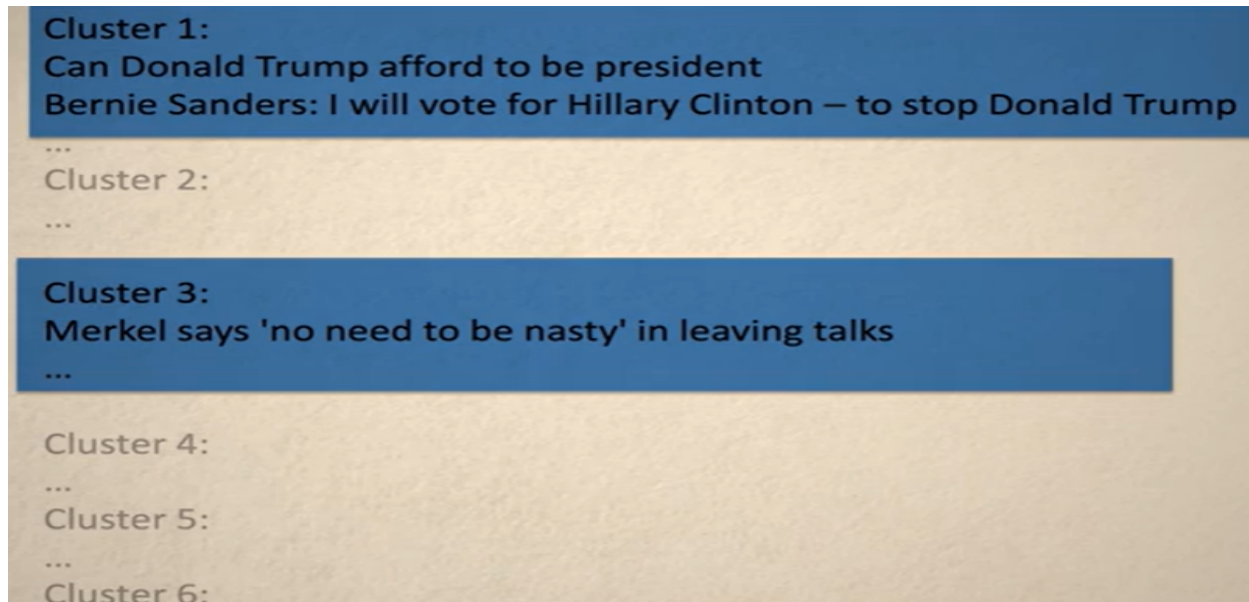 Cluster 1:
Can Donald Trump afford to be president
Bernie Sanders: I will vote for Hillary Clinton – to stop Donald Trump
...
Cluster 2:
...
Cluster 3:
Merkel says 'no need to be nasty' in leaving talks
...
Cluster 4:
...
Cluster 5:
...
Cluster 6: